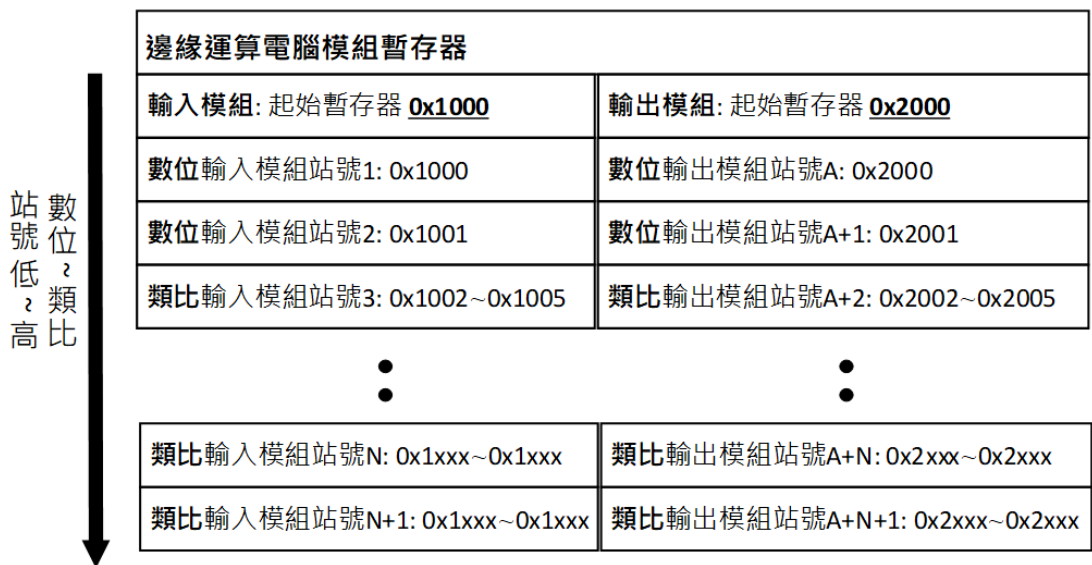 邊緣運算電腦模組暫存器
輸入模組: 起始暫存器 0x1000
輸出模組: 起始暫存器 0x2000
數位輸入模組站號1: 0x1000
數位輸出模組站號A: 0x2000
數位輸入模組站號2: 0x1001
數位輸出模組站號A+1: 0x2001
類比輸入模組站號3: 0x1002~0x1005
類比輸出模組站號A+2: 0x2002~0x2005
類比輸入模組站號N: 0x1xxx~0x1xxx
類比輸出模組站號A+N: 0x2xxx~0x2xxx
類比輸入模組站號N+1: 0x1xxx~0x1xxx
類比輸出模組站號A+N+1: 0x2xxx~0x2xxx
數位~類比
站號低~高